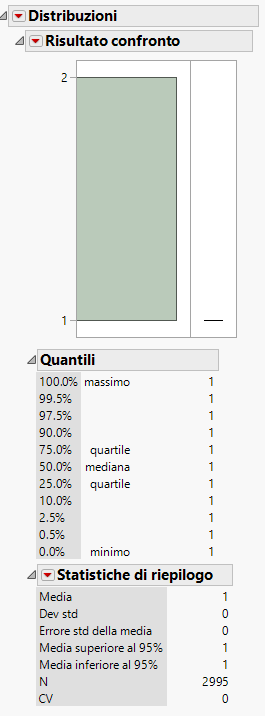 Distribuzioni
Risultato confronto
2
1
Quantili
100.0% massimo 1
99.5% 1
97.5% 1
90.0% 1
75.0% quartile 1
50.0% mediana 1
25.0% quartile 1
10.0% 1
2.5% 1
0.5% 1
0.0% minimo 1
Statistiche di riepilogo
Media 1
Dev std 0
Errore std della media 0
Media superiore al 95% 1
Media inferiore al 95% 1
N 2995
CV 0